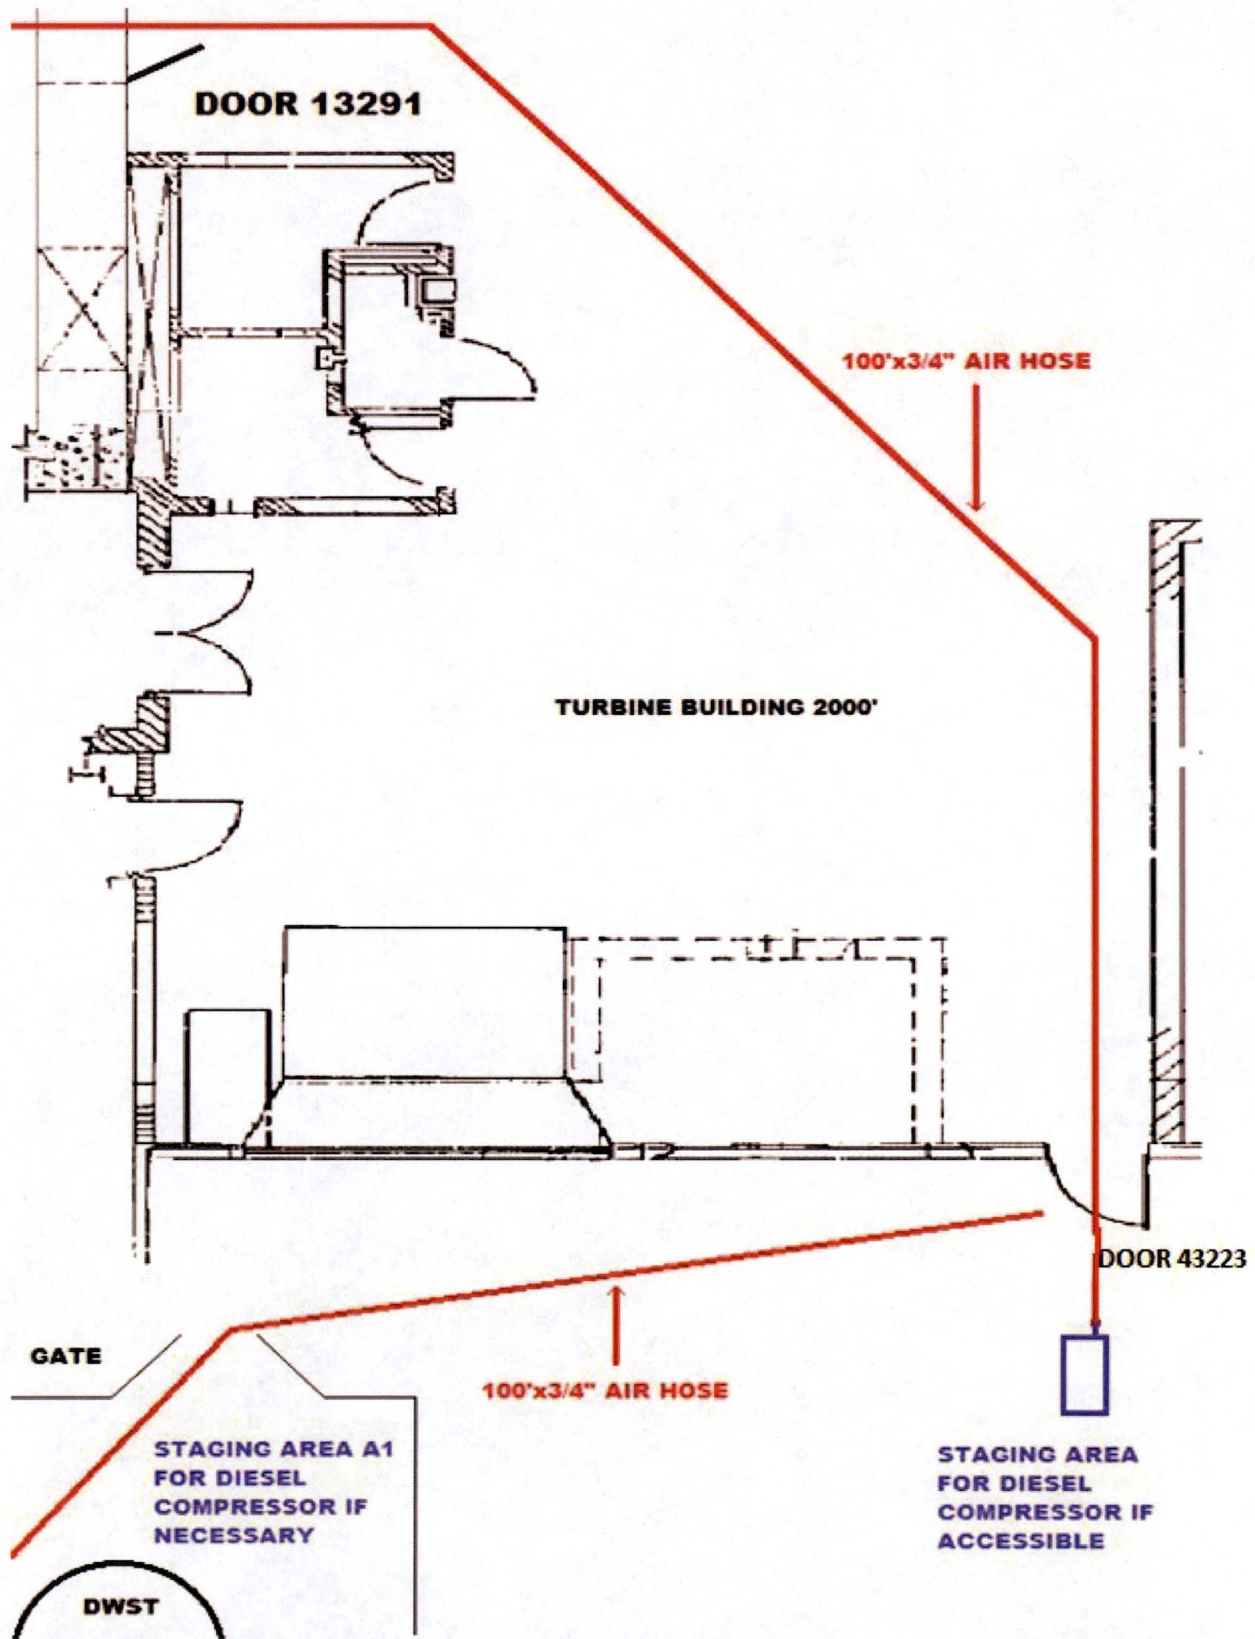 DOOR 13291
100'x3/4" AIR HOSE
TURBINE BUILDING 2000'
DOOR 43223
GATE
100'x3/4" AIR HOSE
STAGING AREA A1
FOR DIESEL
COMPRESSOR IF
NECESSARY
STAGING AREA
FOR DIESEL
COMPRESSOR IF
ACCESSIBLE
DWST